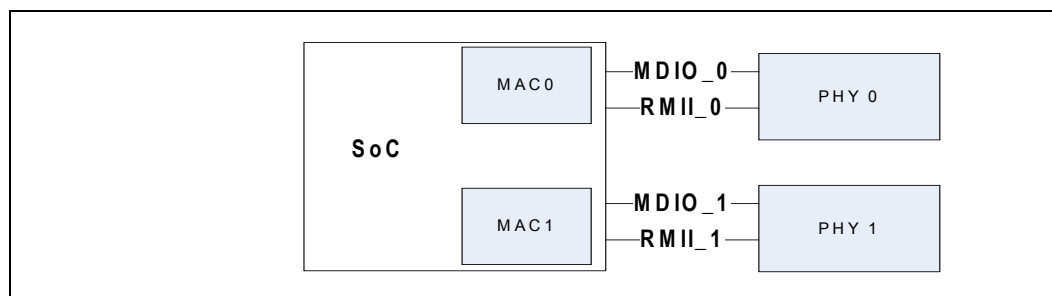 MAC0
MDIO_0
RMII_0
PHY 0
SoC
MAC1
MDIO_1
RMII_1
PHY 1